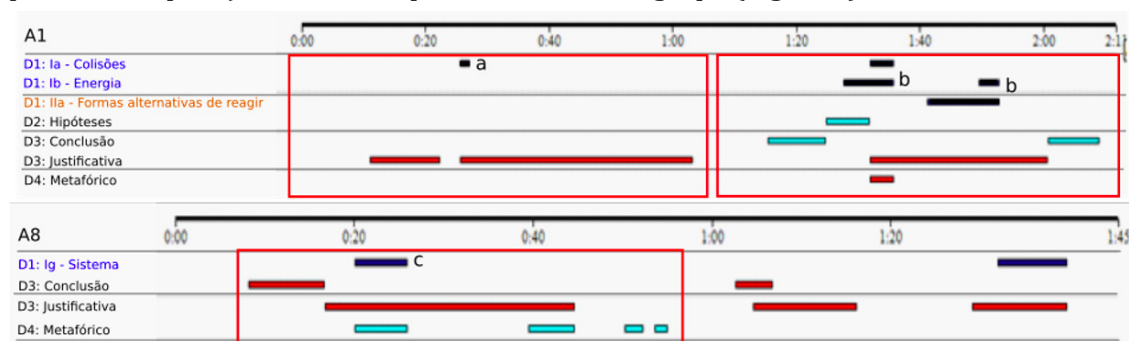 A1
0:00 0:20 0:40 1:00 1:20 1:40 2:00 2:1
D1: Ia - Colisões a
D1: Ib - Energia b b
D1: IIa - Formas alternativas de reagir
D2: Hipóteses
D3: Conclusão
D3: Justificativa
D4: Metafórico
A8
0:00 0:20 0:40 1:00 1:20 1:45
D1: Ig - Sistema c
D3: Conclusão
D3: Justificativa
D4: Metafórico